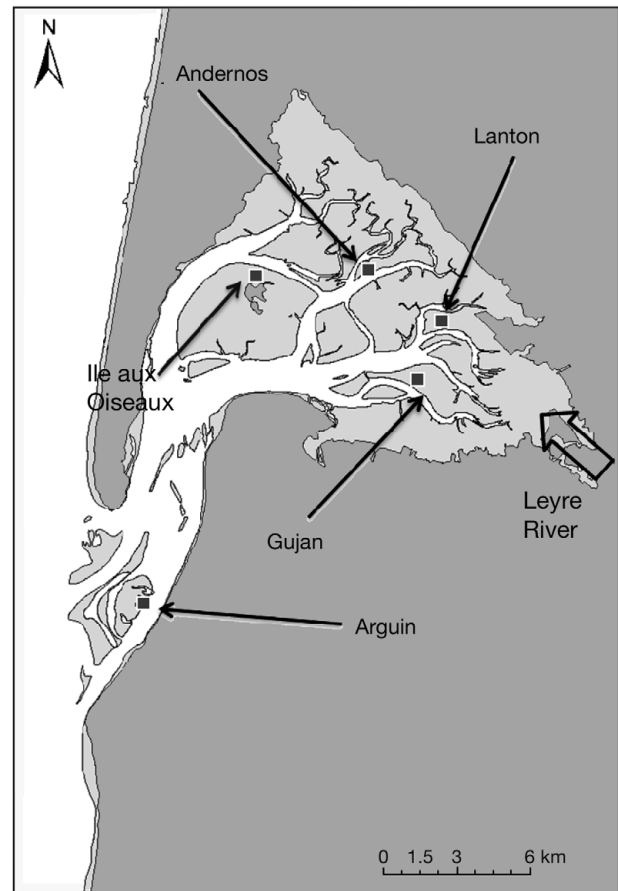 N
Andernos
Lanton
Ile aux
Oiseaux
Leyre
River
Gujan
Arguin
0 1.5 3 6 km